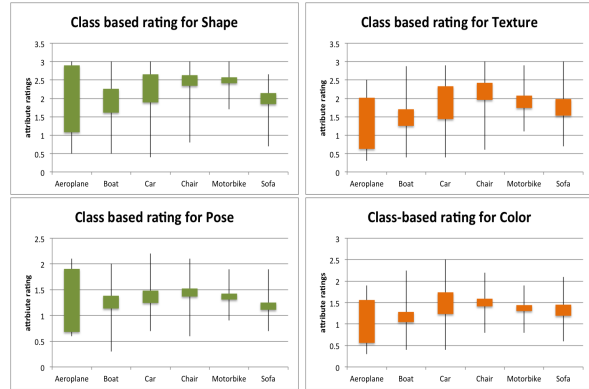 Class based rating for Shape
attribute ratings
3.5
3
2.5
2
1.5
1
0.5
0
Aeroplane Boat Car Chair Motorbike Sofa
Class based rating for Texture
attribute ratings
3.5
3
2.5
2
1.5
1
0.5
0
Aeroplane Boat Car Chair Motorbike Sofa
Class based rating for Pose
attribiute rating
2.5
2
1.5
1
0.5
0
Aeroplane Boat Car Chair Motorbike Sofa
Class-based rating for Color
attribute ratings
3
2.5
2
1.5
1
0.5
0
Aeroplane Boat Car Chair Motorbike Sofa